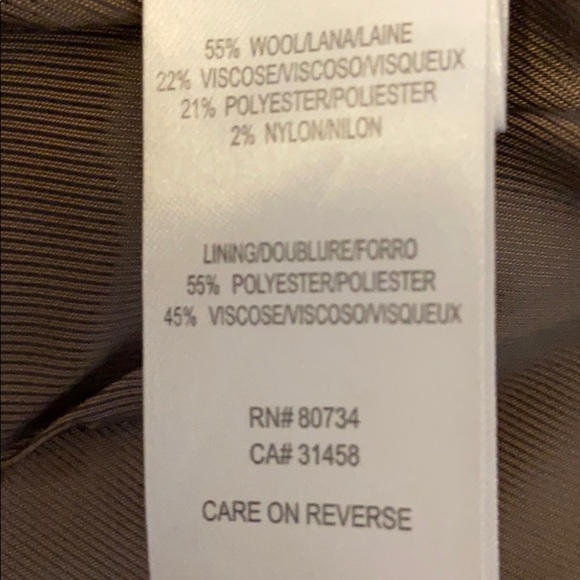 55% WOOL/LANA/LAINE
22% VISCOSE/VISCOSO/VISQUEUX
21% POLYESTER/POLIESTER
2% NYLON/NILON
LINING/DOUBLURE/FORRO
55% POLYESTER/POLIESTER
45% VISCOSE/VISCOSO/VISQUEUX
RN# 80734
CA# 31458
CARE ON REVERSE